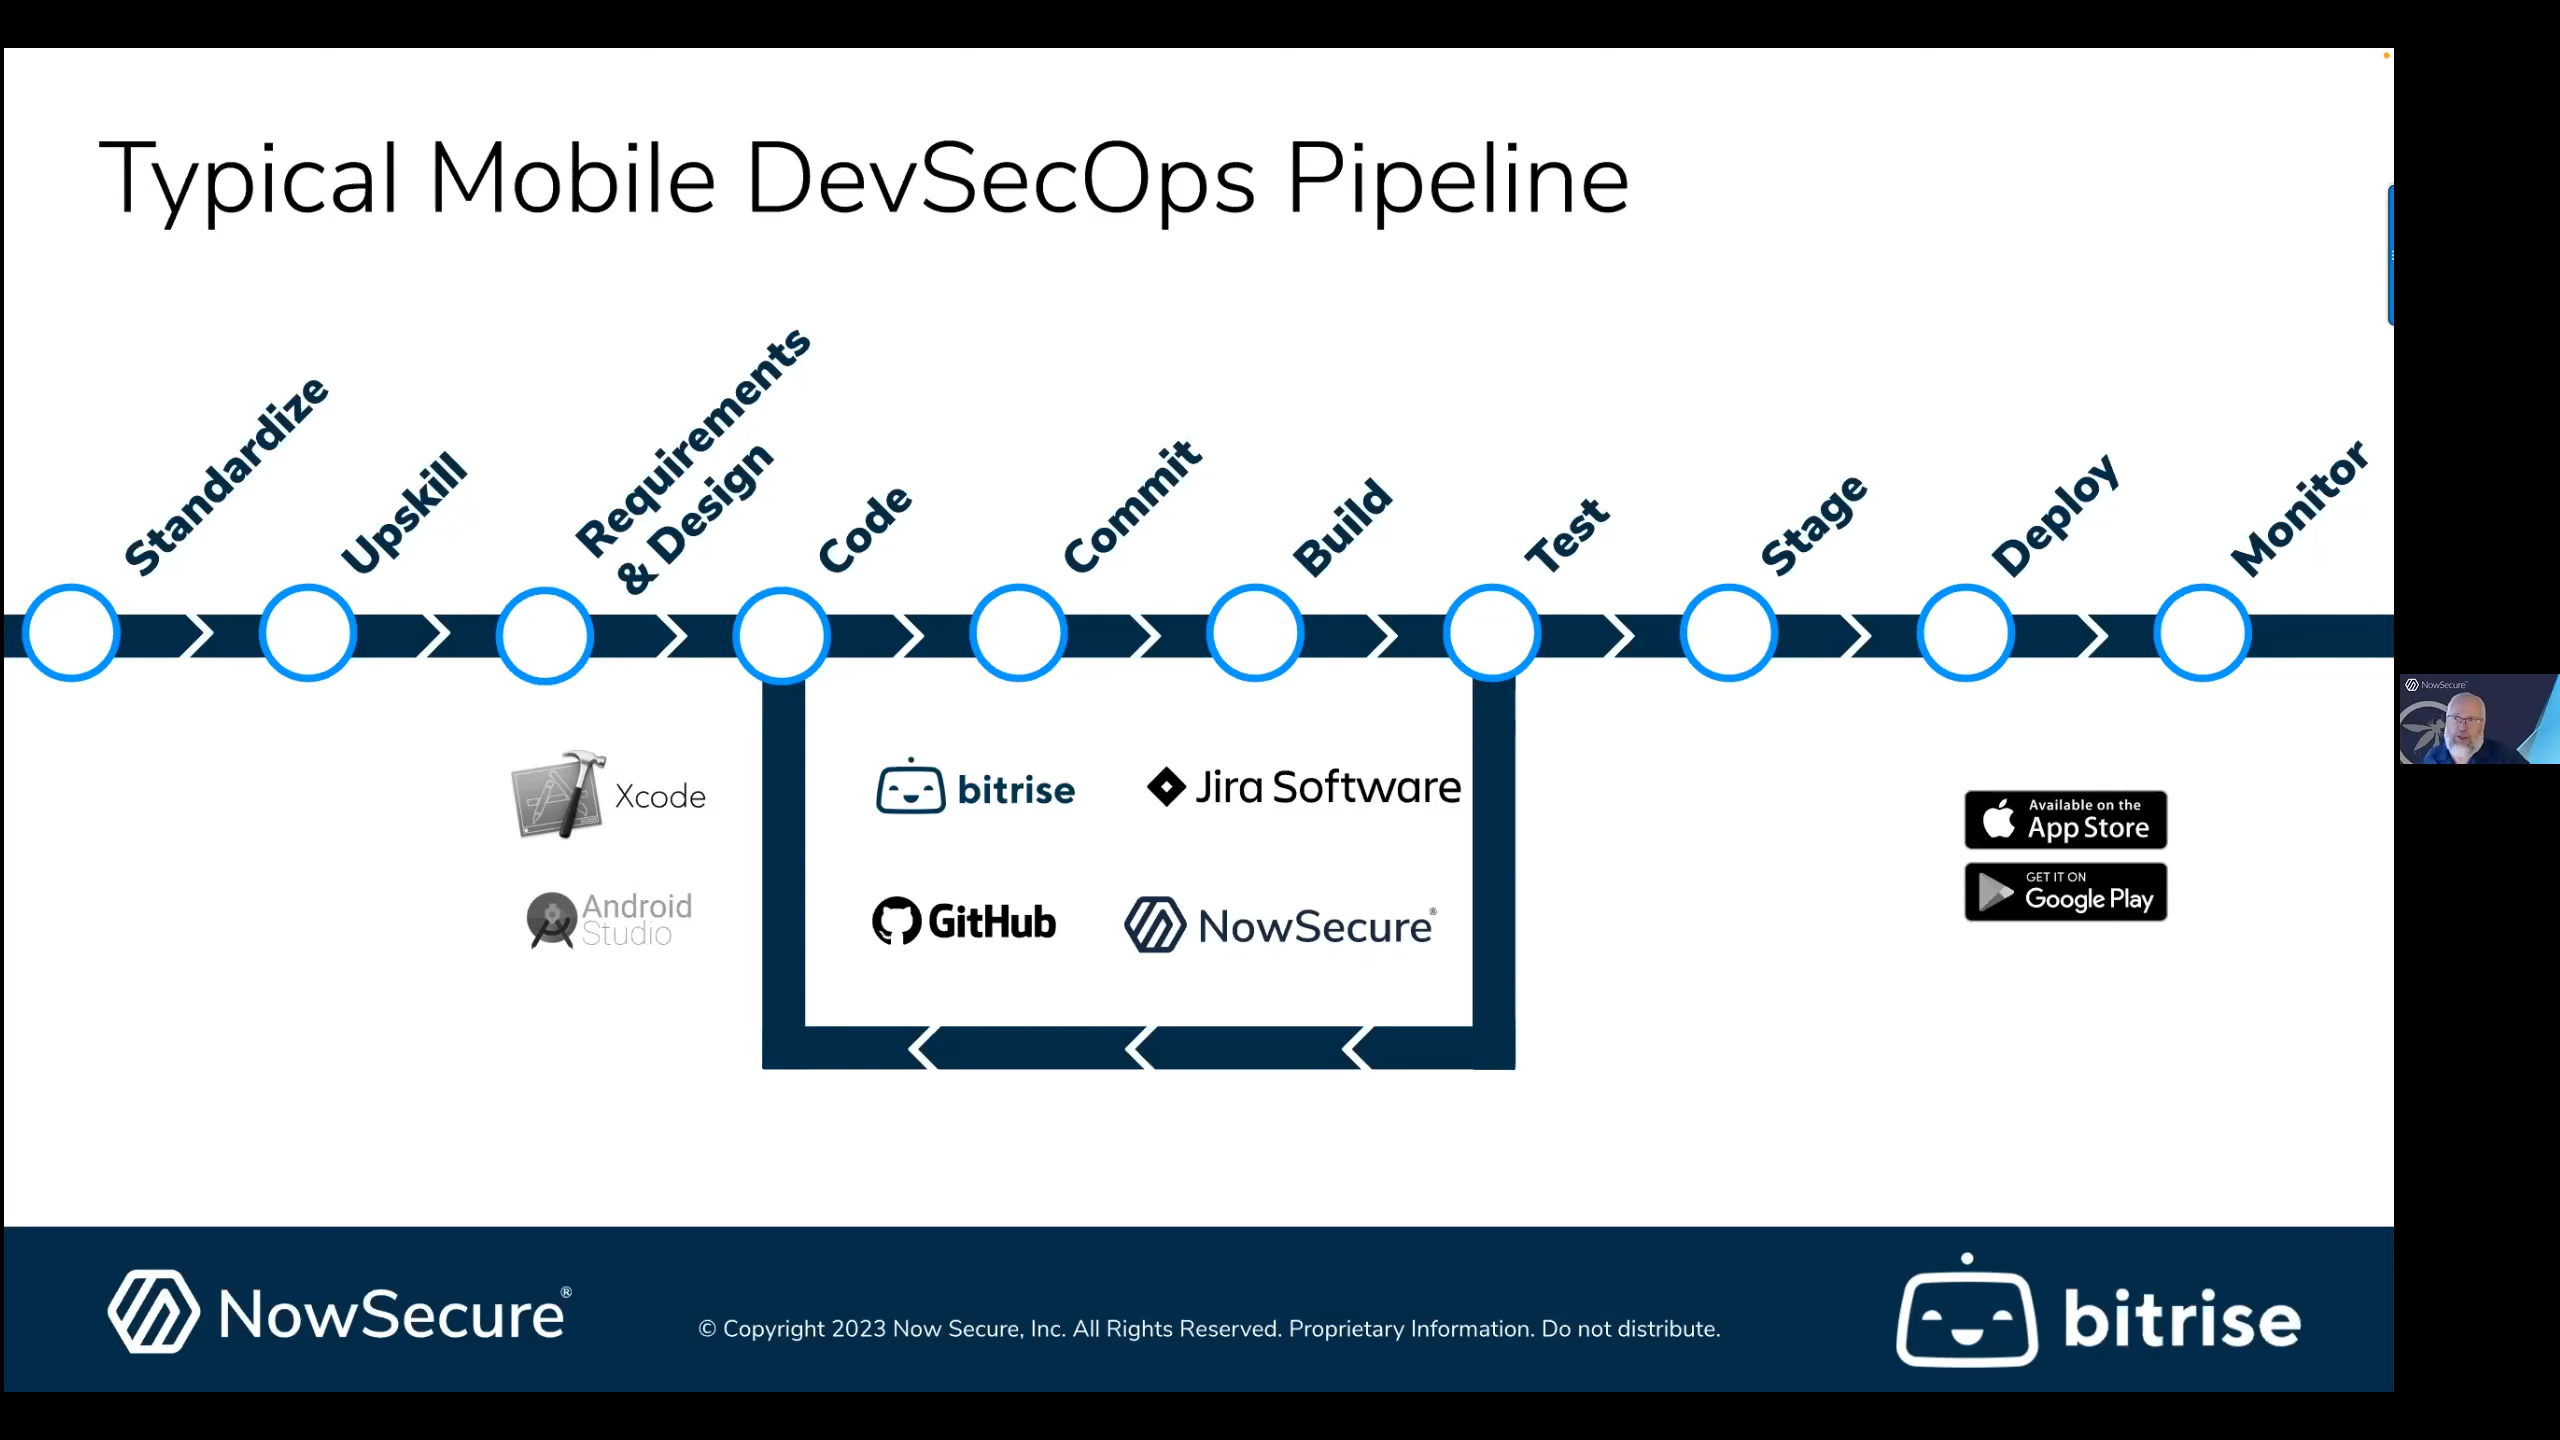 Typical Mobile DevSecOps Pipeline
Standardize
Upskill
Requirements
& Design
Code
Commit
Build
Test
Stage
Deploy
Monitor
Xcode
Android
Studio
bitrise
Jira Software
GitHub
NowSecure®
Available on the
App Store
GET IT ON
Google Play
NowSecure
NowSecure®
© Copyright 2023 Now Secure, Inc. All Rights Reserved. Proprietary Information. Do not distribute.
bitrise